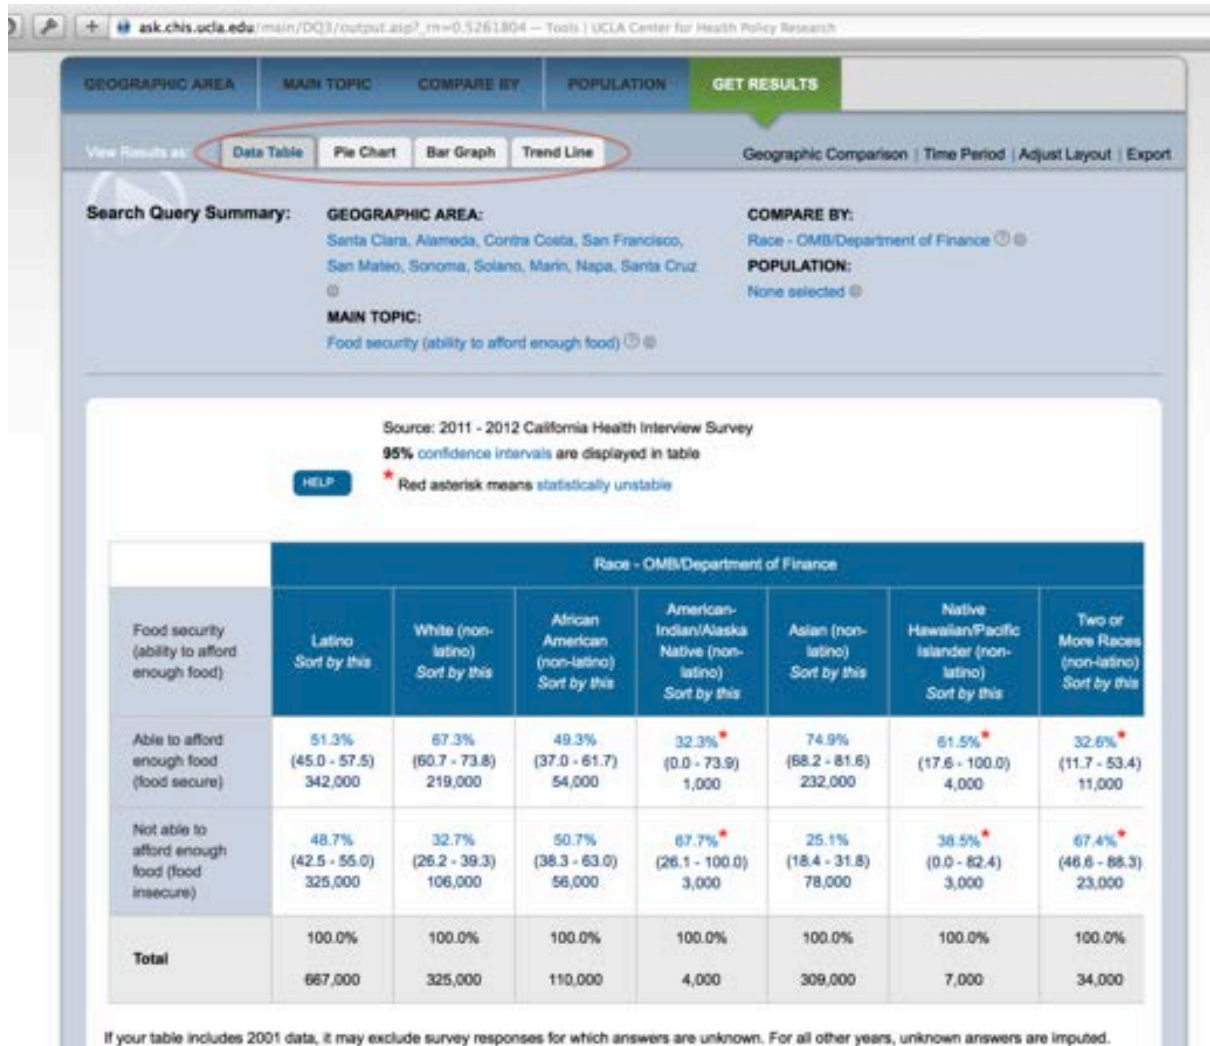 ask.chis.ucla.edu/main/DQ3/output.asp?_rn=0.5261804 — Tools | UCLA Center for Health Policy Research
GEOGRAPHIC AREA MAIN TOPIC COMPARE BY POPULATION GET RESULTS
View Results as: Data Table Pie Chart Bar Graph Trend Line Geographic Comparison | Time Period | Adjust Layout | Export
Search Query Summary: GEOGRAPHIC AREA: COMPARE BY:
Santa Clara, Alameda, Contra Costa, San Francisco, Race - OMB/Department of Finance
San Mateo, Sonoma, Solano, Marin, Napa, Santa Cruz POPULATION:
None selected
MAIN TOPIC:
Food security (ability to afford enough food)
Source: 2011 - 2012 California Health Interview Survey
95% confidence intervals are displayed in table
HELP * Red asterisk means statistically unstable
Race - OMB/Department of Finance
Food security
(ability to afford
enough food)
Latino
Sort by this
White (non-
latino)
Sort by this
African
American
(non-latino)
Sort by this
American-
Indian/Alaska
Native (non-
latino)
Sort by this
Asian (non-
latino)
Sort by this
Native
Hawaiian/Pacific
Islander (non-
latino)
Sort by this
Two or
More Races
(non-latino)
Sort by this
Able to afford
enough food
(food secure)
51.3% 67.3% 49.3% 32.3%* 74.9% 61.5%* 32.6%*
(45.0 - 57.5) (60.7 - 73.8) (37.0 - 61.7) (0.0 - 73.9) (68.2 - 81.6) (17.6 - 100.0) (11.7 - 53.4)
342,000 219,000 54,000 1,000 232,000 4,000 11,000
Not able to
afford enough
food (food
insecure)
48.7% 32.7% 50.7% 67.7%* 25.1% 38.5%* 67.4%*
(42.5 - 55.0) (26.2 - 39.3) (38.3 - 63.0) (26.1 - 100.0) (18.4 - 31.8) (0.0 - 82.4) (46.6 - 88.3)
325,000 106,000 56,000 3,000 78,000 3,000 23,000
Total
100.0% 100.0% 100.0% 100.0% 100.0% 100.0% 100.0%
667,000 325,000 110,000 4,000 309,000 7,000 34,000
If your table includes 2001 data, it may exclude survey responses for which answers are unknown. For all other years, unknown answers are imputed.